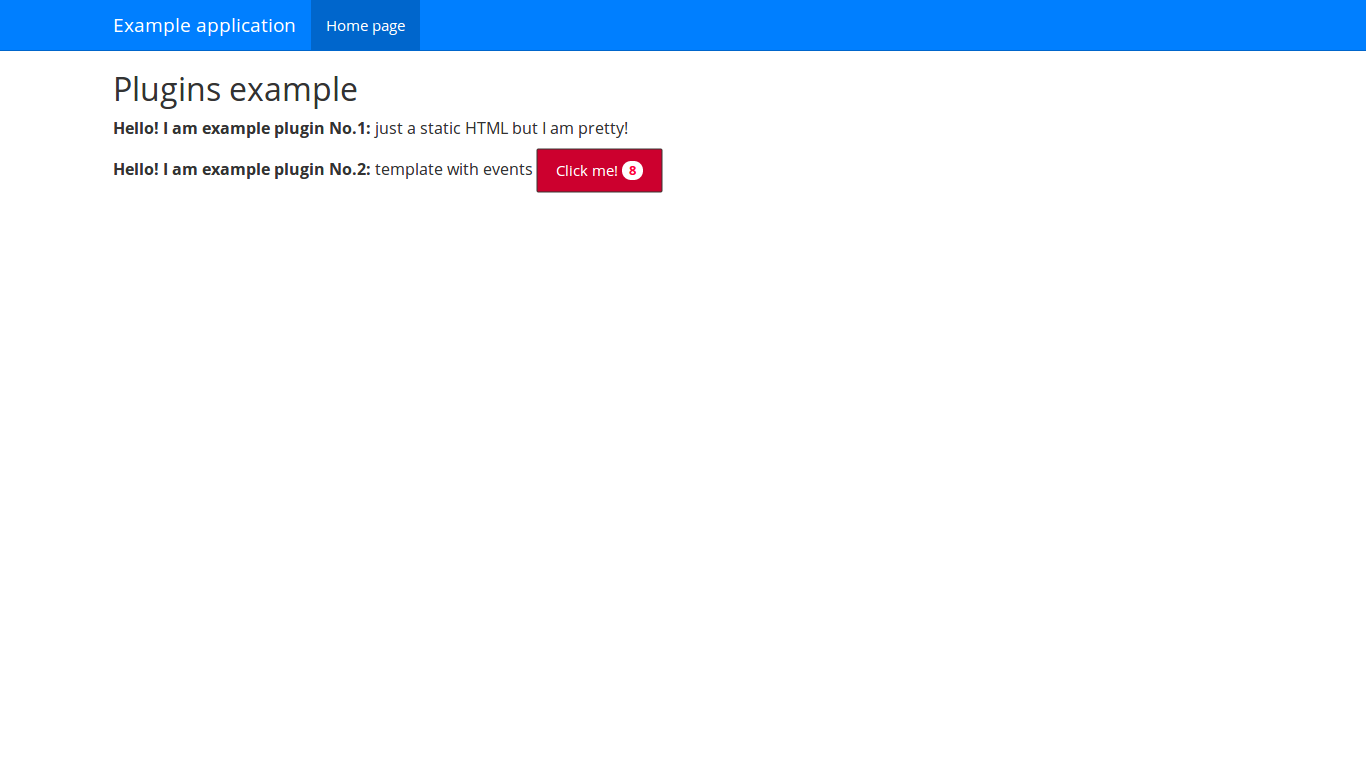 Example application Home page
Plugins example
Hello! I am example plugin No.1: just a static HTML but I am pretty!
Hello! I am example plugin No.2: template with events Click me! 8